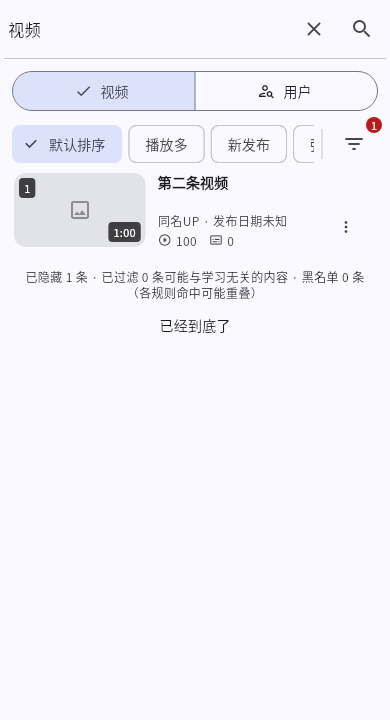 视频
视频
用户
默认排序
播放多
新发布
1
1
1:00
第二条视频
同名UP · 发布日期未知
100
0
已隐藏 1 条 · 已过滤 0 条可能与学习无关的内容 · 黑名单 0 条
（各规则命中可能重叠）
已经到底了